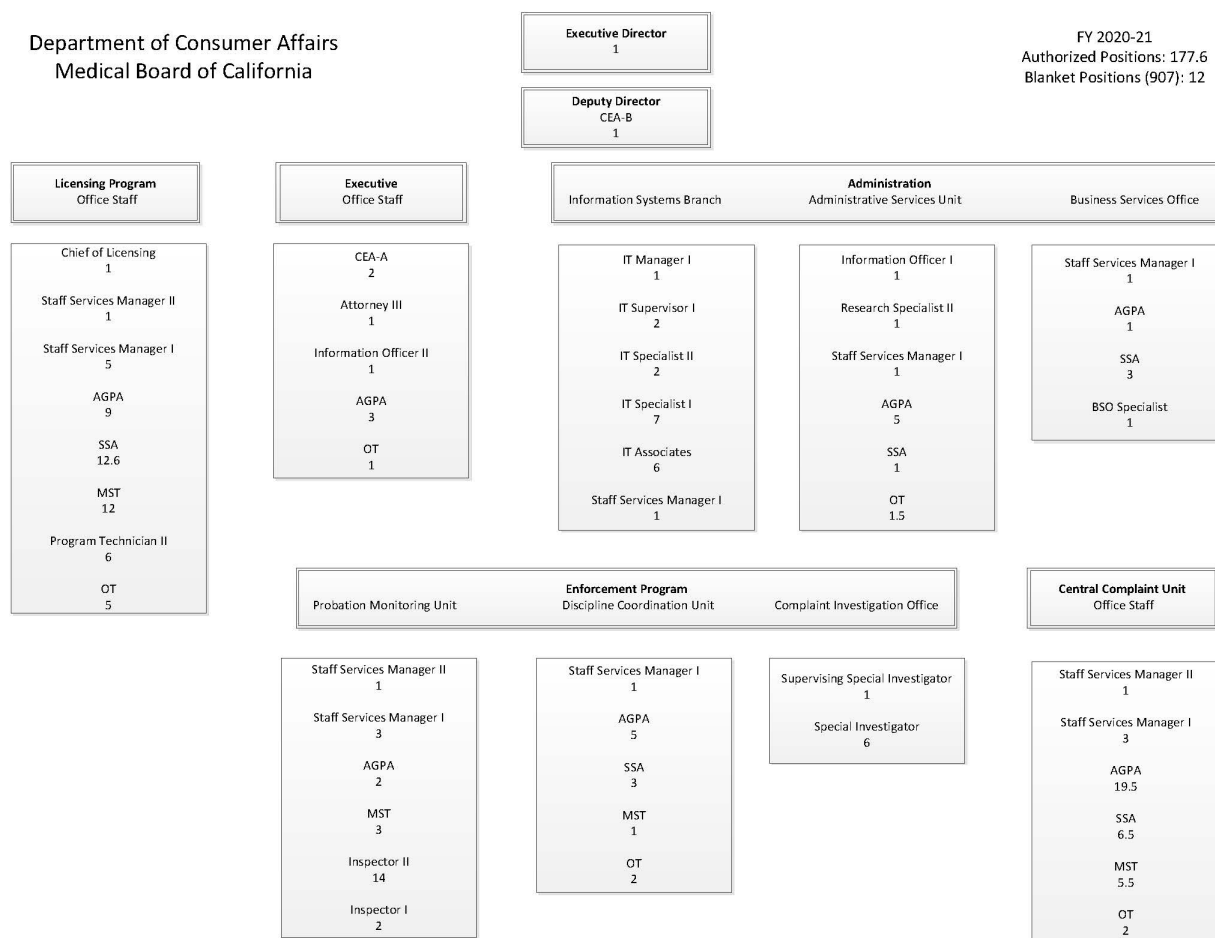 Department of Consumer Affairs
Medical Board of California
Executive Director
1
FY 2020-21
Authorized Positions: 177.6
Blanket Positions (907): 12
Deputy Director
CEA-B
1
Licensing Program
Office Staff
Executive
Office Staff
Administration
Information Systems Branch
Administrative Services Unit
Business Services Office
Chief of Licensing
1
Staff Services Manager II
1
Staff Services Manager I
5
AGPA
9
SSA
12.6
MST
12
Program Technician II
6
OT
5
CEA-A
2
Attorney III
1
Information Officer II
1
AGPA
3
OT
1
IT Manager I
1
IT Supervisor I
2
IT Specialist II
2
IT Specialist I
7
IT Associates
6
Staff Services Manager I
1
Information Officer I
1
Research Specialist II
1
Staff Services Manager I
1
AGPA
5
SSA
1
OT
1.5
Staff Services Manager I
1
AGPA
1
SSA
3
BSO Specialist
1
Enforcement Program
Probation Monitoring Unit
Discipline Coordination Unit
Complaint Investigation Office
Central Complaint Unit
Office Staff
Staff Services Manager II
1
Staff Services Manager I
3
AGPA
2
MST
3
Inspector II
14
Inspector I
2
Staff Services Manager I
1
AGPA
5
SSA
3
MST
1
OT
2
Supervising Special Investigator
1
Special Investigator
6
Staff Services Manager II
1
Staff Services Manager I
3
AGPA
19.5
SSA
6.5
MST
5.5
OT
2